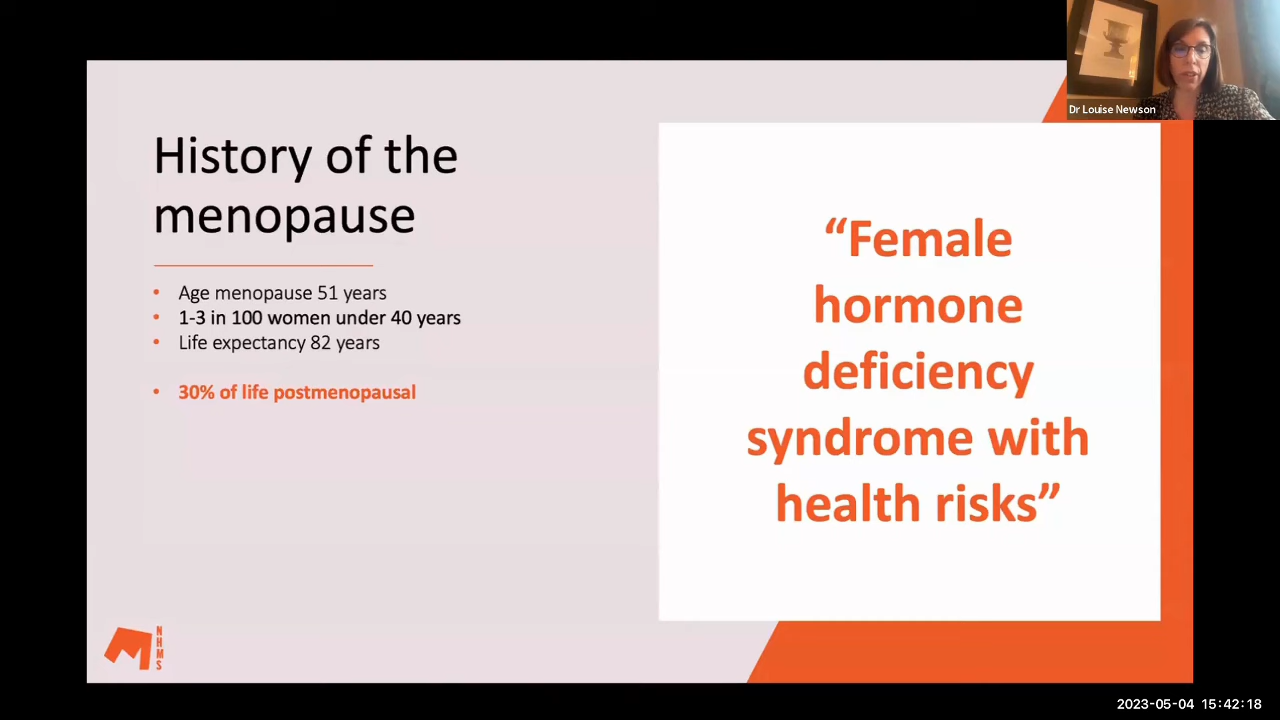 Dr Louise Newson
History of the
menopause
• Age menopause 51 years
• 1-3 in 100 women under 40 years
• Life expectancy 82 years
• 30% of life postmenopausal
“Female
hormone
deficiency
syndrome with
health risks”
NHMS
2023-05-04 15:42:18